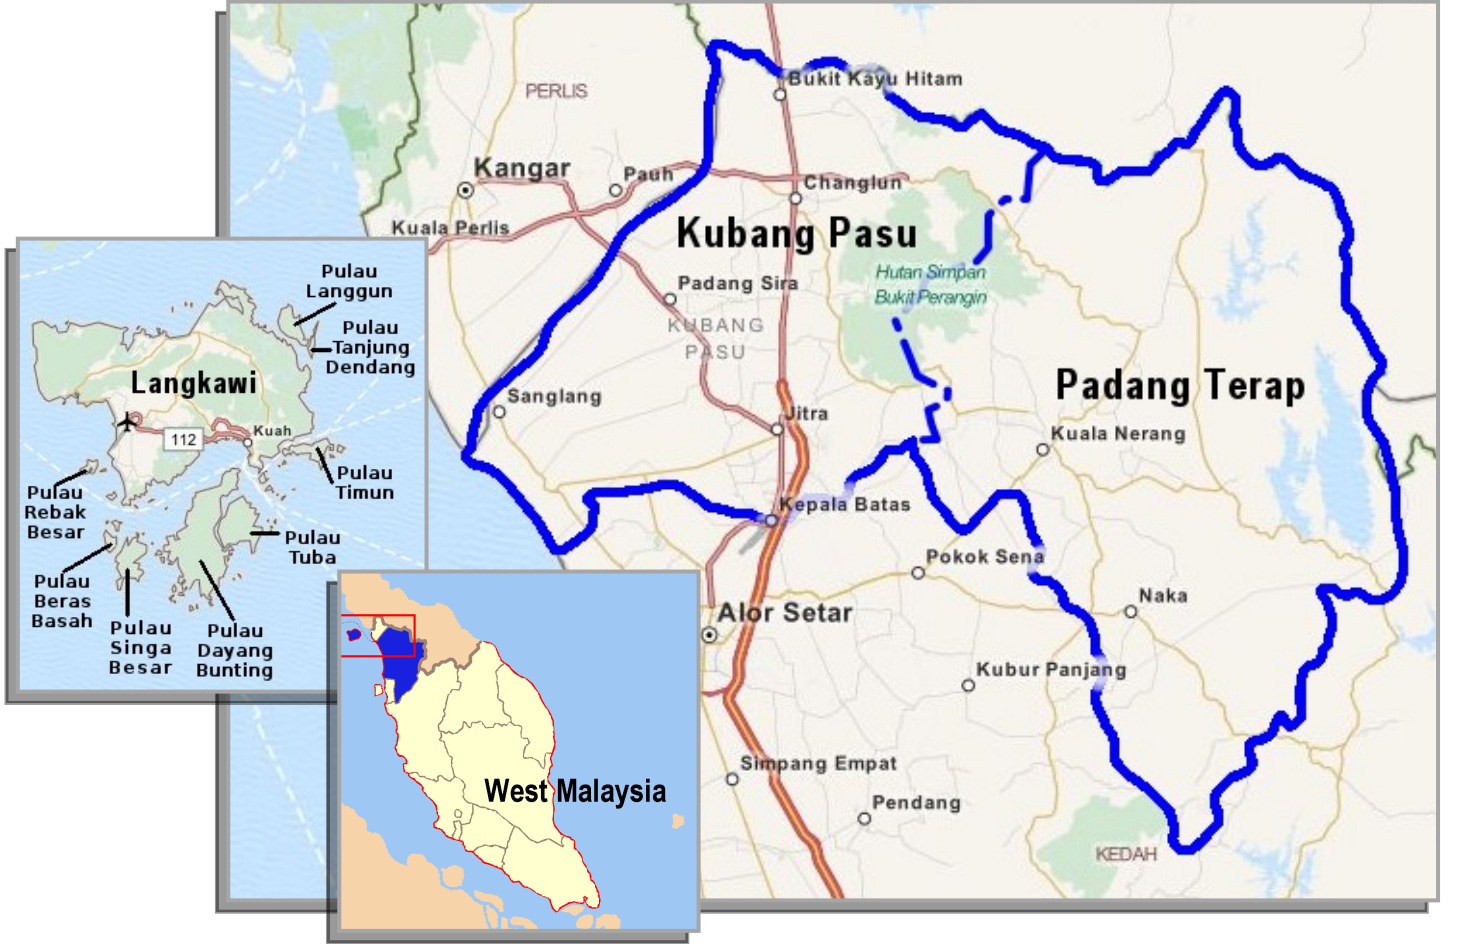 PERLIS
Bukit Kayu Hitam
Kangar
Pauh
Changlun
Kuala Perlis
Kubang Pasu
Hutan Simpan
Bukit Perangin
Padang Sira
KUBANG
PASU
Padang Terap
Sanglang
Jitra
Kuala Nerang
Kepala Batas
Pokok Sena
Naka
Alor Setar
Kubur Panjang
Simpang Empat
Pendang
KEDAH
Pulau
Langgun
Pulau
Tanjung
Dendang
Langkawi
Kuah
112
Pulau
Timun
Pulau
Rebak
Besar
Pulau
Tuba
Pulau
Beras
Basah
Pulau
Singa
Besar
Pulau
Dayang
Bunting
West Malaysia